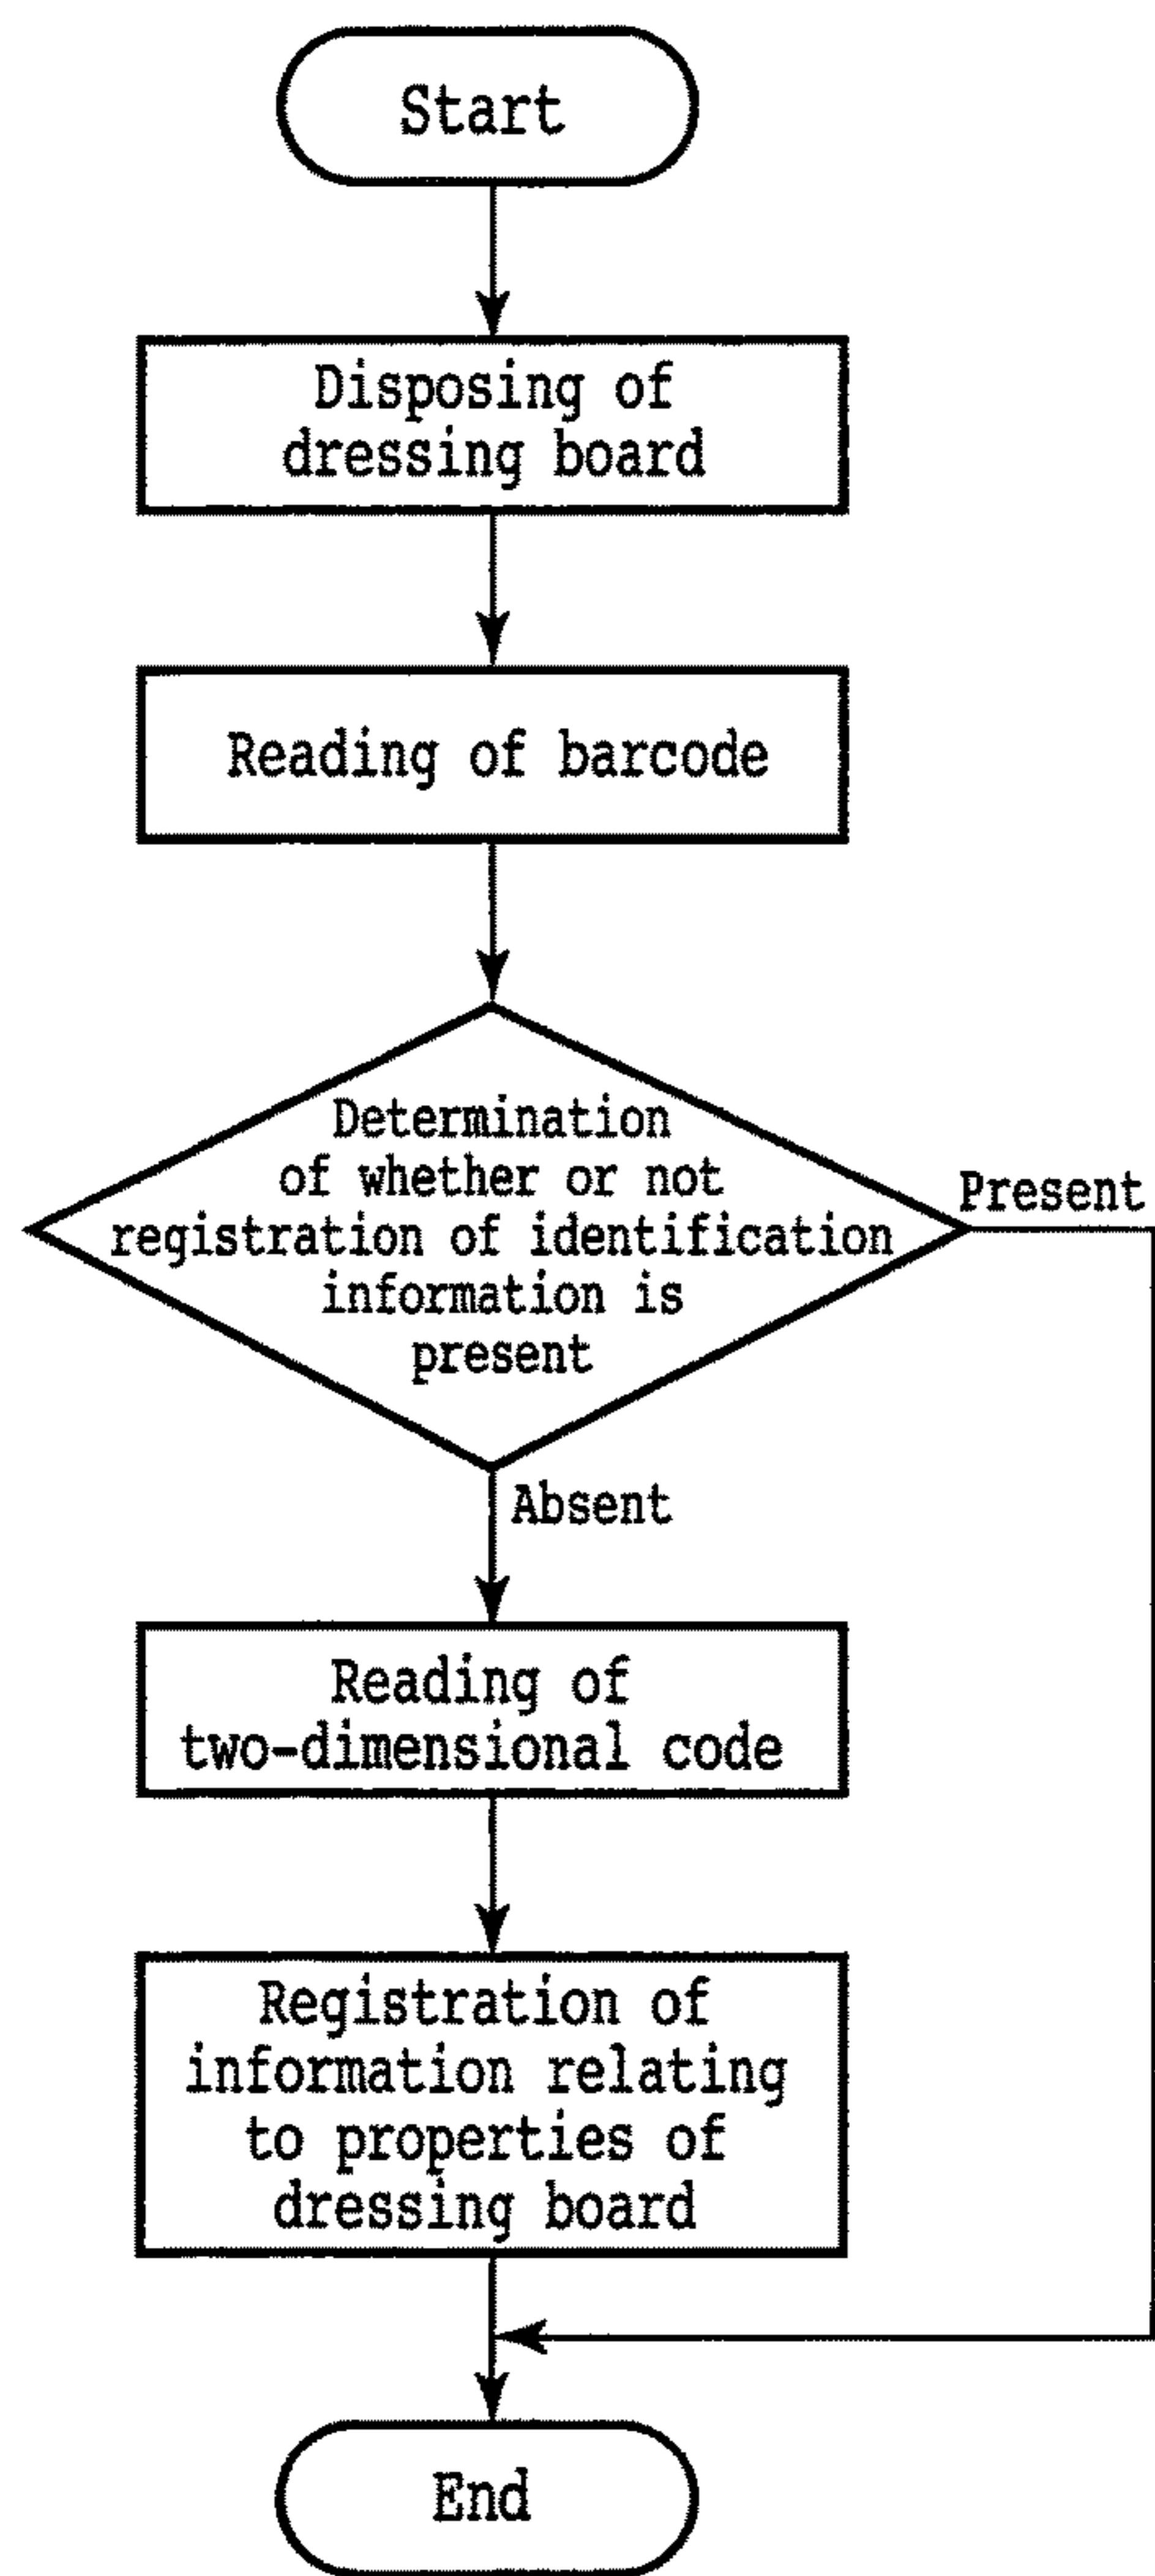 Start
Disposing of
dressing board
Reading of barcode
Determination
of whether or not
registration of identification
information is
present
Present
Absent
Reading of
two-dimensional code
Registration of
information relating
to properties of
dressing board
End